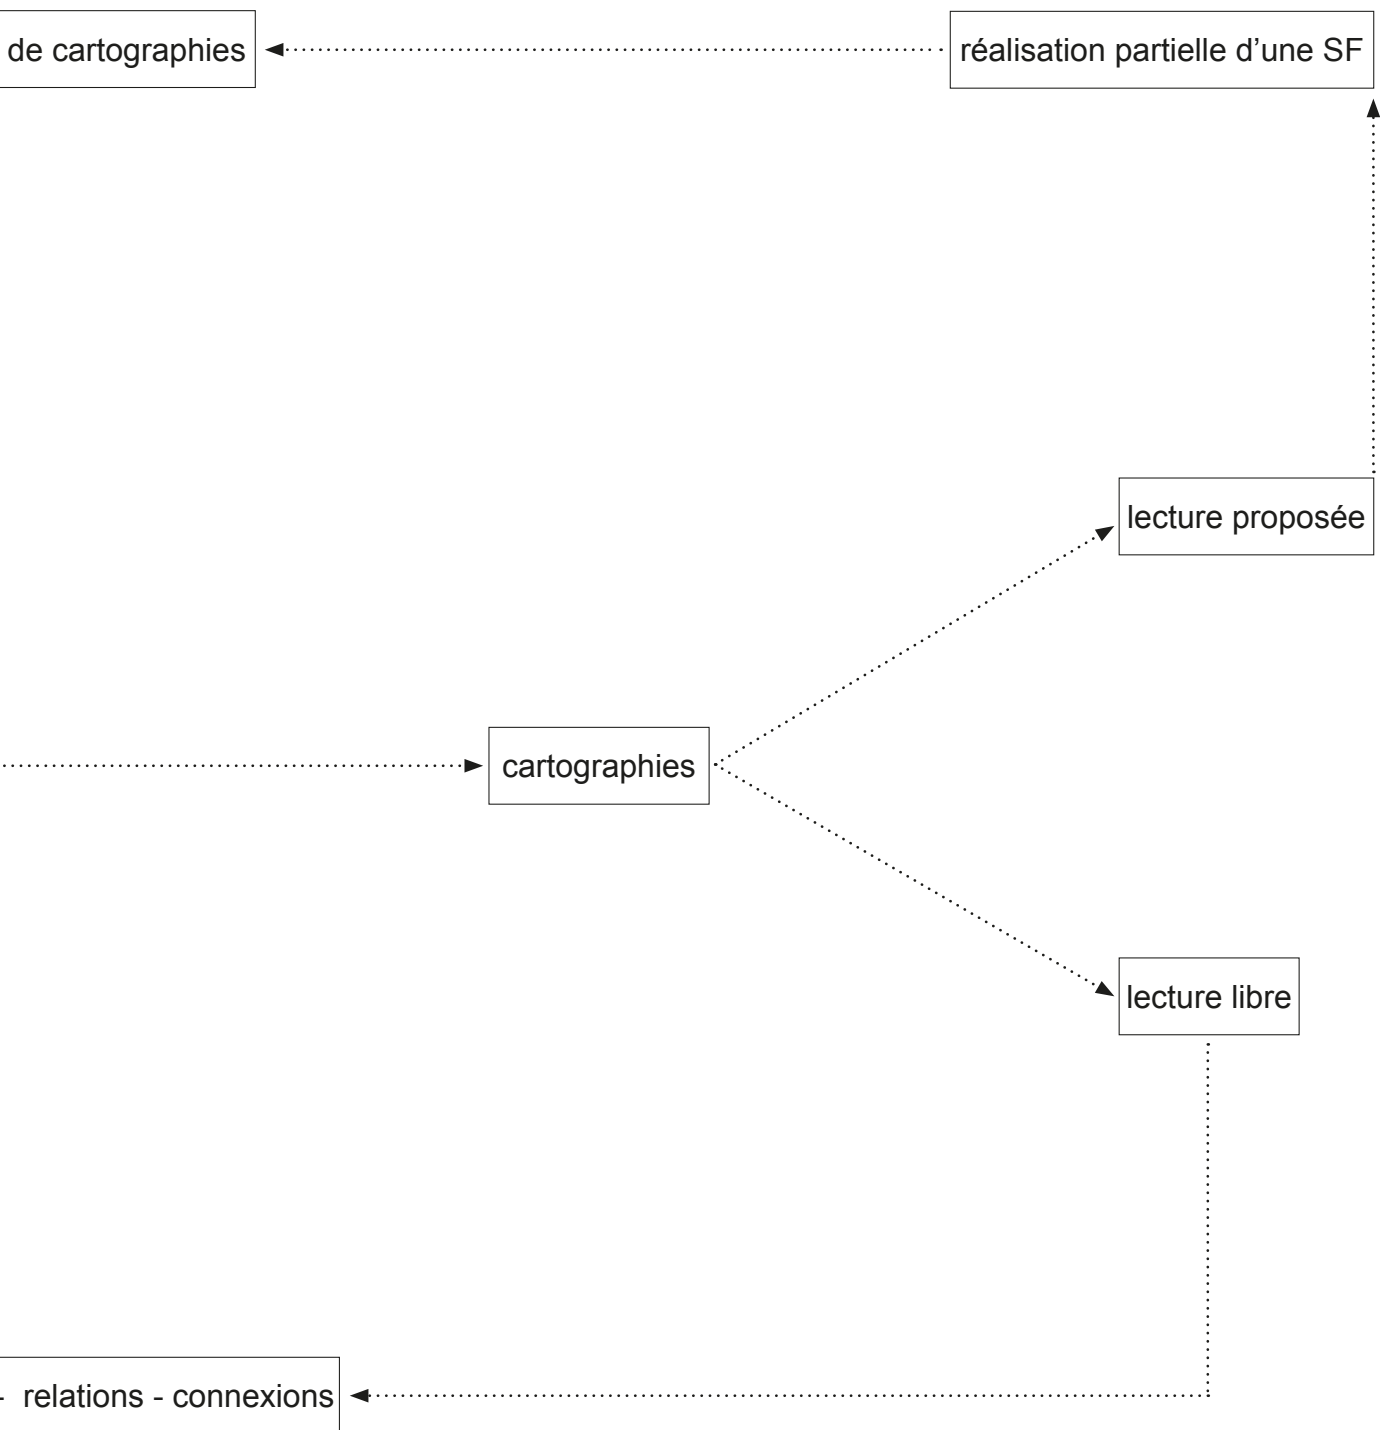 de cartographies
réalisation partielle d’une SF
lecture proposée
cartographies
lecture libre
- relations - connexions